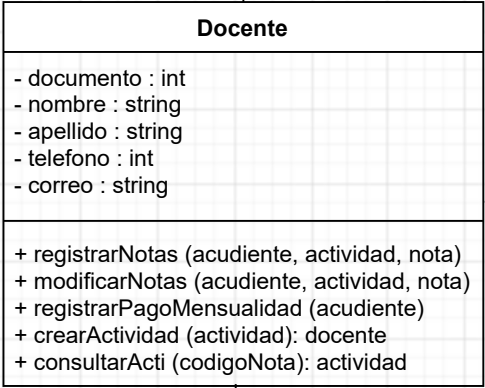 Docente
- documento : int
- nombre : string
- apellido : string
- telefono : int
- correo : string
+ registrarNotas (acudiente, actividad, nota)
+ modificarNotas (acudiente, actividad, nota)
+ registrarPagoMensualidad (acudiente)
+ crearActividad (actividad): docente
+ consultarActi (codigoNota): actividad